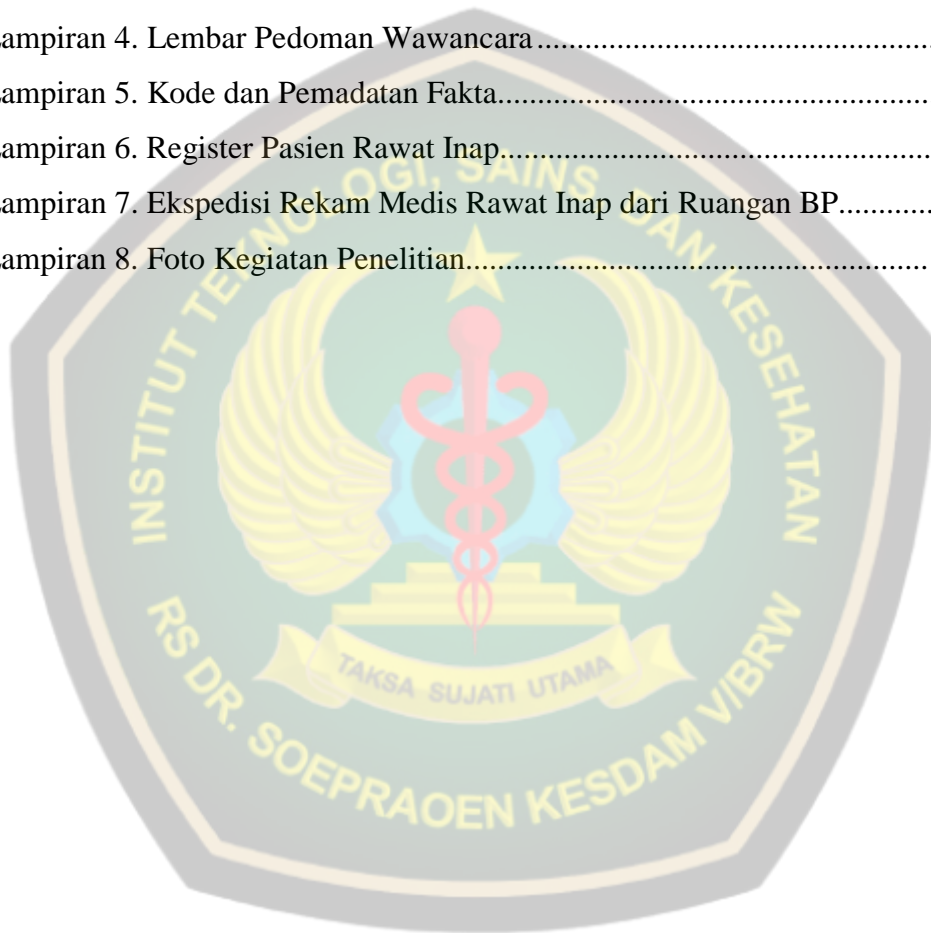 ampiran 4. Lembar Pedoman Wawancara...............................................
ampiran 5. Kode dan Pemadatan Fakta......................................................
ampiran 6. Register Pasien Rawat Inap.....................................................
ampiran 7. Ekspedisi Rekam Medis Rawat Inap dari Ruangan BP............
ampiran 8. Foto Kegiatan Penelitian.........................................................
INSTITUT TEKNOLOGI, SAINS, DAN KESEHATAN
TAKSA SUJATI UTAMA
RS DR. SOEPRAOEN KESDAM V/BRW